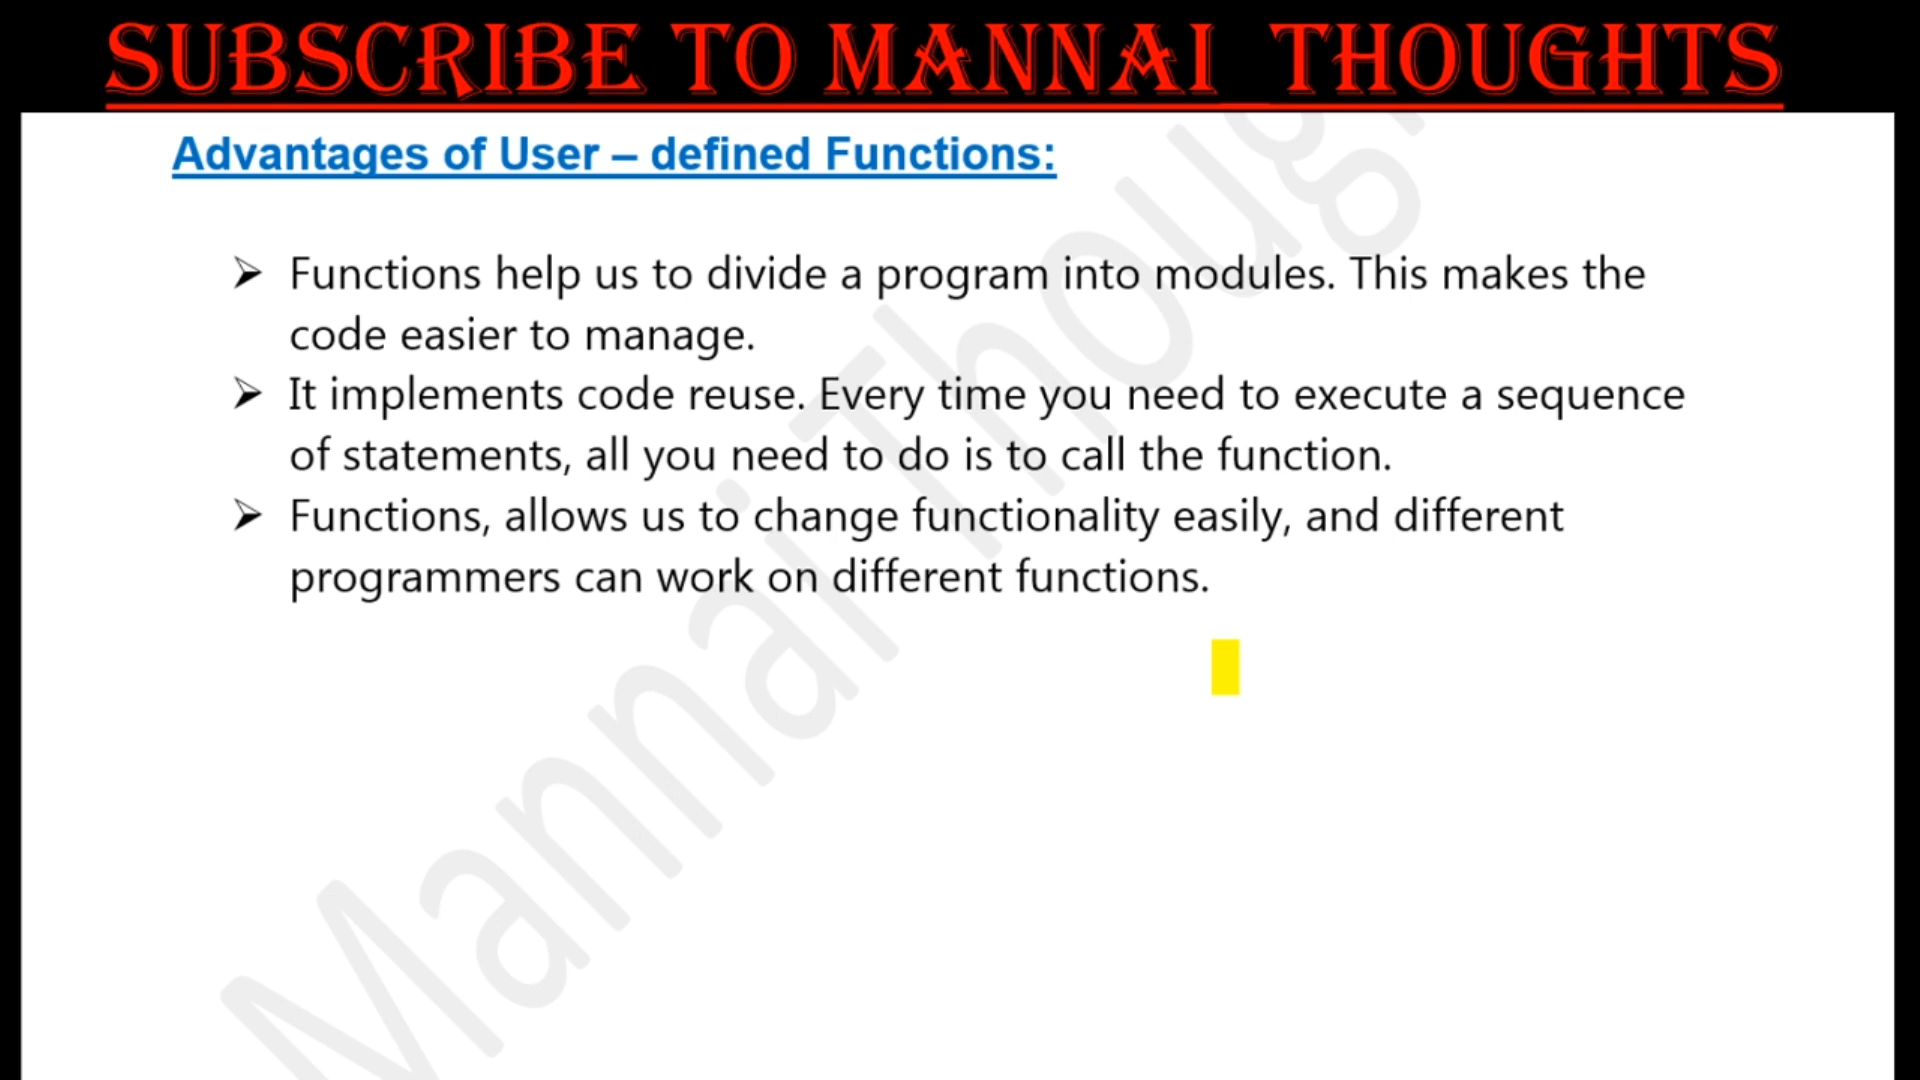 SUBSCRIBE TO MANNAI THOUGHTS
Advantages of User – defined Functions:
➢ Functions help us to divide a program into modules. This makes the
code easier to manage.
➢ It implements code reuse. Every time you need to execute a sequence
of statements, all you need to do is to call the function.
➢ Functions, allows us to change functionality easily, and different
programmers can work on different functions.
Mannai Thoug